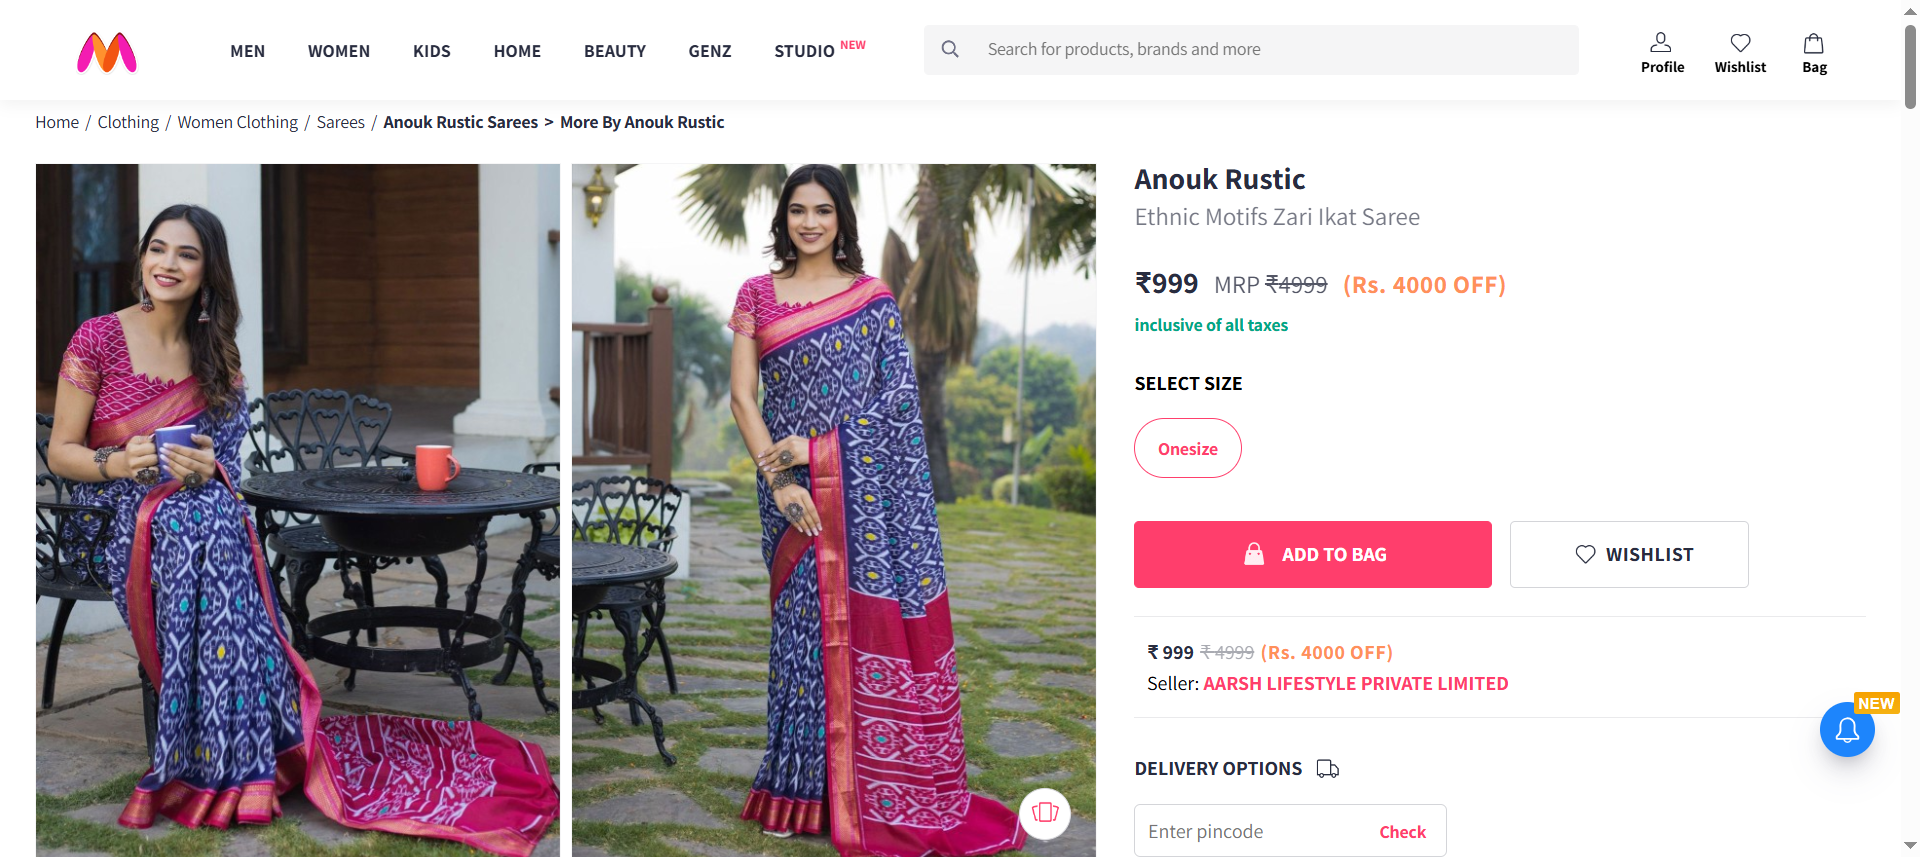 MEN WOMEN KIDS HOME BEAUTY GENZ STUDIO NEW Search for products, brands and more
Profile Wishlist Bag
Home / Clothing / Women Clothing / Sarees / Anouk Rustic Sarees > More By Anouk Rustic
Anouk Rustic
Ethnic Motifs Zari Ikat Saree
₹999 MRP ₹4999 (Rs. 4000 OFF)
inclusive of all taxes
SELECT SIZE
Onesize
ADD TO BAG WISHLIST
₹ 999 ₹ 4999 (Rs. 4000 OFF)
Seller: AARSH LIFESTYLE PRIVATE LIMITED
NEW
DELIVERY OPTIONS
Enter pincode Check